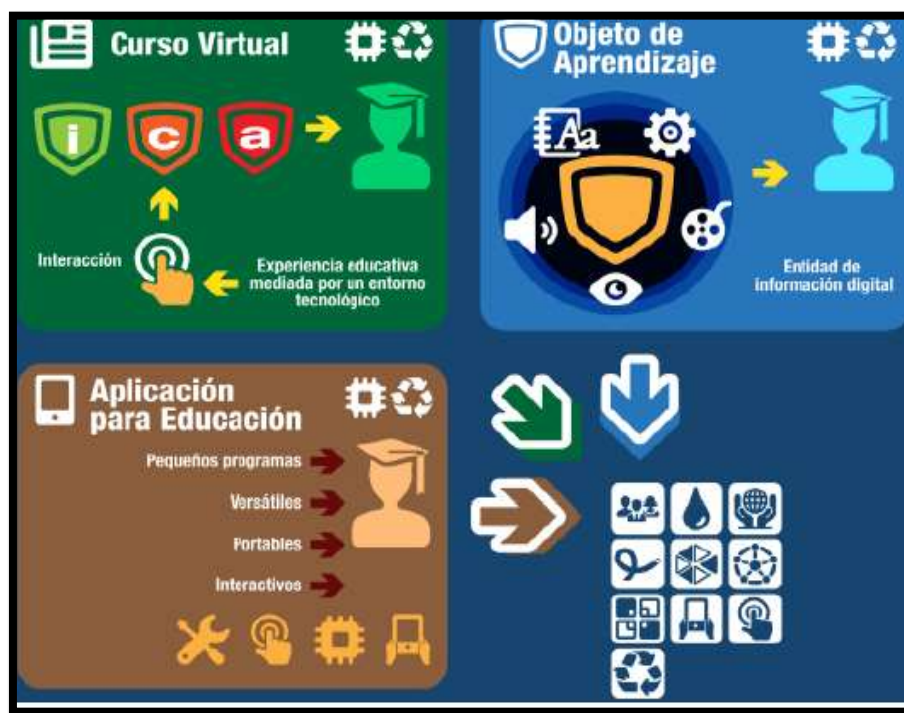 Curso Virtual
i c a
Interacción
Experiencia educativa
mediada por un entorno
tecnológico
Objeto de
Aprendizaje
Aa
Entidad de
información digital
Aplicación
para Educación
Pequeños programas
Versátiles
Portables
Interactivos